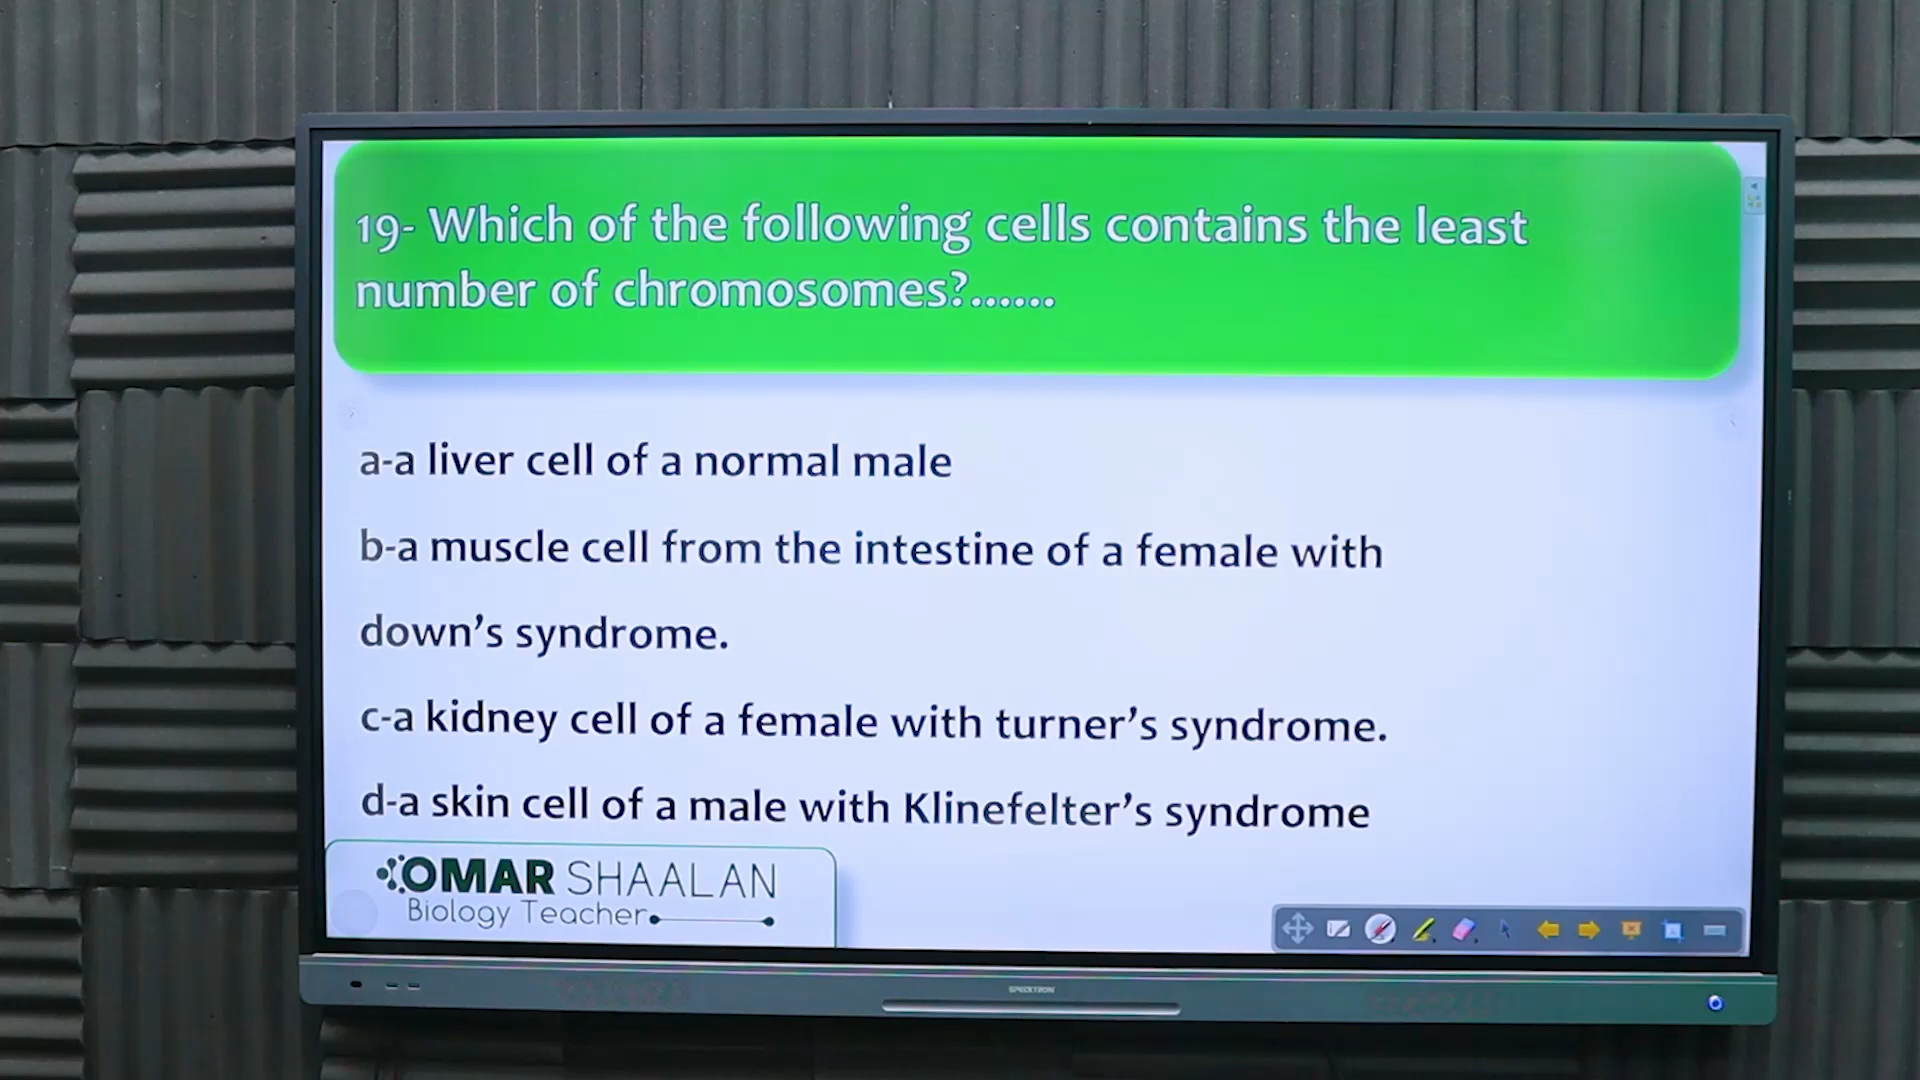 19- Which of the following cells contains the least
number of chromosomes?......
a-a liver cell of a normal male
b-a muscle cell from the intestine of a female with
down’s syndrome.
c-a kidney cell of a female with turner’s syndrome.
d-a skin cell of a male with Klinefelter’s syndrome
OMAR SHAALAN
Biology Teacher
SPECKTRON